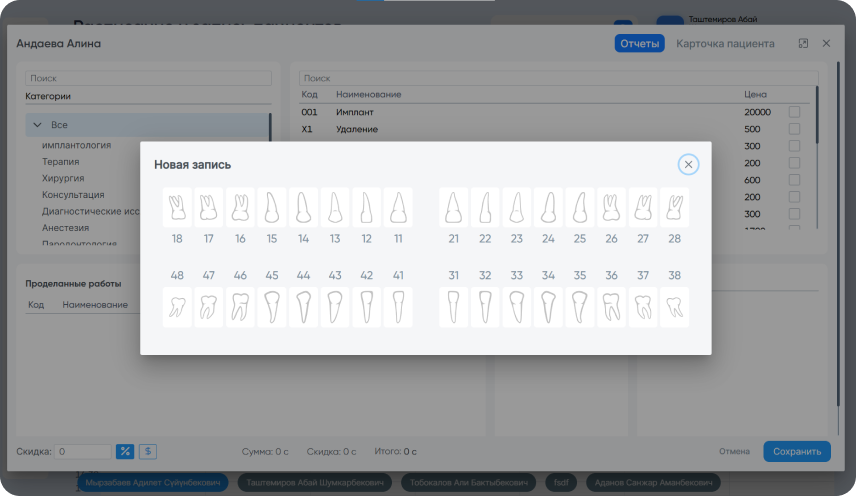 Расписание и запись пациентов
Таштемиров Абай
Андаева Алина
Отчеты
Карточка пациента
Поиск
Категории
Все
имплантология
Терапия
Хирургия
Консультация
Диагностические исс
Анестезия
Пародонтология
Поиск
Код Наименование Цена
001 Имплант 20000
X1 Удаление 500
300
200
600
200
300
1700
Новая запись
18 17 16 15 14 13 12 11 21 22 23 24 25 26 27 28
48 47 46 45 44 43 42 41 31 32 33 34 35 36 37 38
Проделанные работы
Код Наименование
Скидка: 0 % $ Сумма: 0 с Скидка: 0 с Итого: 0 с Отмена Сохранить
Мырзабаев Адилет Суйунбекович Таштемиров Абай Шумкарбекович Тобокалов Али Бактыбекович fsdf Аданов Санжар Аманбекович